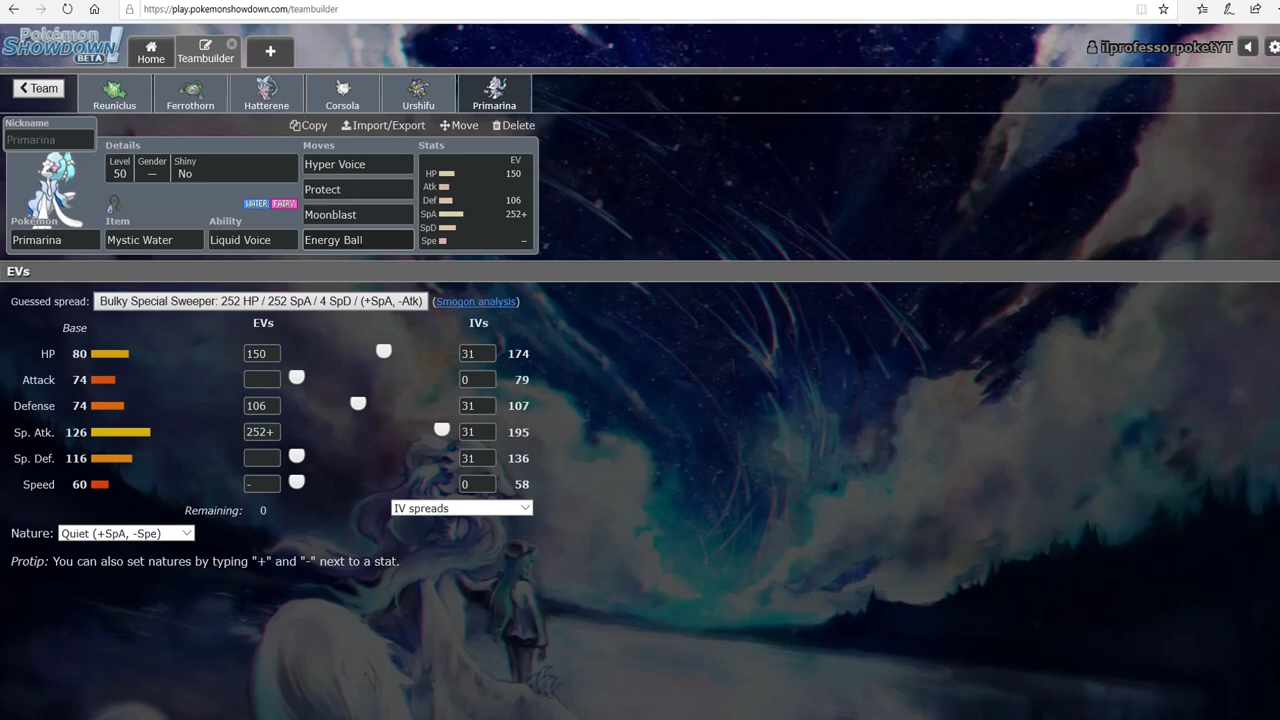 https://play.pokemonshowdown.com/teambuilder
Pokémon
SHOWDOWN!
BETA
Home
Teambuilder
ilprofessorpoketYT
Team
Reuniclus
Ferrothorn
Hatterene
Corsola
Urshifu
Primarina
Nickname
Primarina
Copy
Import/Export
Move
Delete
Details
Moves
Stats
Level Gender Shiny
50 — No
EV
Hyper Voice
Protect
Moonblast
Energy Ball
HP 150
Atk
Def 106
SpA 252+
SpD
Spe –
WATER FAIRY
Pokémon
Item
Ability
Primarina
Mystic Water
Liquid Voice
EVs
Guessed spread: Bulky Special Sweeper: 252 HP / 252 SpA / 4 SpD / (+SpA, -Atk) (Smogon analysis)
Base EVs IVs
HP 80 150 31 174
Attack 74 0 79
Defense 74 106 31 107
Sp. Atk. 126 252+ 31 195
Sp. Def. 116 31 136
Speed 60 - 0 58
Remaining: 0
IV spreads
Nature: Quiet (+SpA, -Spe)
Protip: You can also set natures by typing "+" and "-" next to a stat.